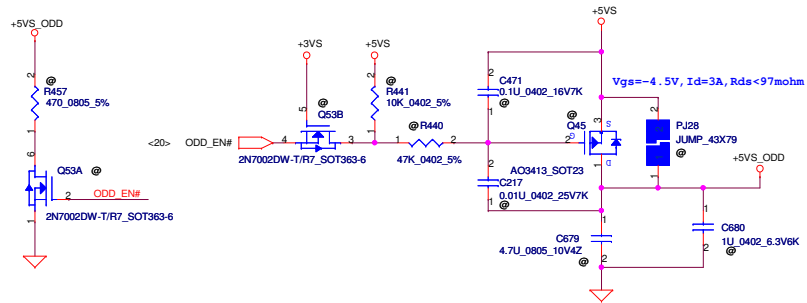 +5VS_ODD
2
@
R457
470_0805_5%
1
6
Q53A
@
2
ODD_EN#
2N7002DW-T/R7_SOT363-6
1
<20>
ODD_EN#
+3VS
5
@
Q53B
4
3
2N7002DW-T/R7_SOT363-6
+5VS
2
@
R441
10K_0402_5%
1
@
1
R440
2
47K_0402_5%
@
2
C471
0.1U_0402_16V7K
1
+5VS
Vgs=-4.5V,Id=3A,Rds<97mohm
@
Q45
2
G
S
3
D
1
AO3413_SOT23
2
C217
0.01U_0402_25V7K
1
@
2
PJ28
JUMP_43X79
@
1
+5VS_ODD
1
C679
4.7U_0805_10V4Z
@
2
1
C680
1U_0402_6.3V6K
2
@